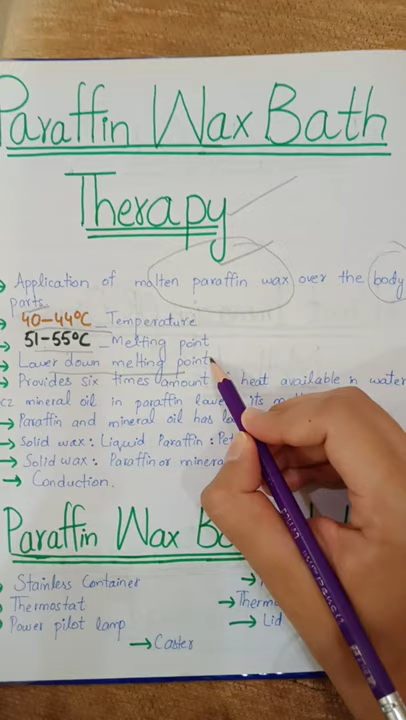 Paraffin Wax Bath
Therapy
→ Application of molten paraffin wax over the body
parts.
→ 40-44°C _ Temperature
→ 51-55°C _ Melting point
→ Lower down melting point
→ Provides six times amount heat available in water
mineral oil in paraffin
→ Paraffin and mineral oil has
→ Solid wax: Liquid Paraffin:
→ Solid wax: Paraffin or
→ Conduction.
Paraffin Wax
Stainless Container →
Thermostat →
Power pilot lamp → Lid
→ Caster